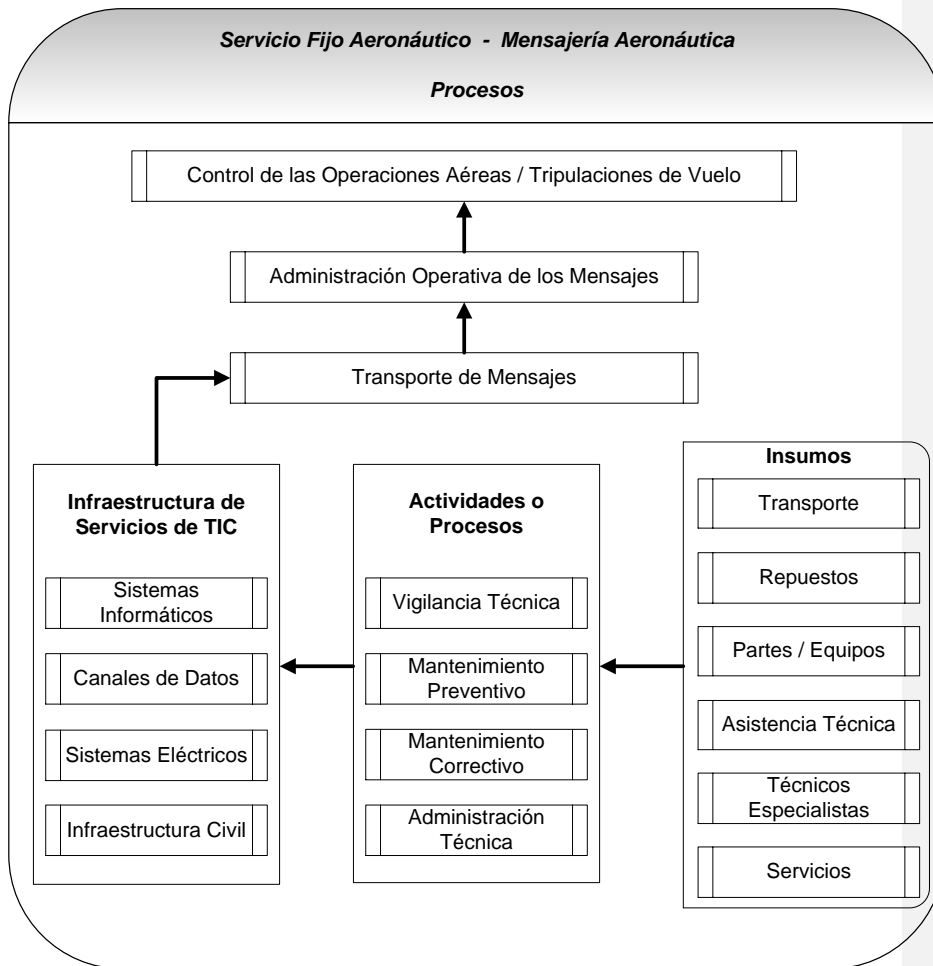 Servicio Fijo Aeronáutico - Mensajería Aeronáutica
Procesos
Control de las Operaciones Aéreas / Tripulaciones de Vuelo
Administración Operativa de los Mensajes
Transporte de Mensajes
Infraestructura de
Servicios de TIC
Sistemas
Informáticos
Canales de Datos
Sistemas Eléctricos
Infraestructura Civil
Actividades o
Procesos
Vigilancia Técnica
Mantenimiento
Preventivo
Mantenimiento
Correctivo
Administración
Técnica
Insumos
Transporte
Repuestos
Partes / Equipos
Asistencia Técnica
Técnicos
Especialistas
Servicios